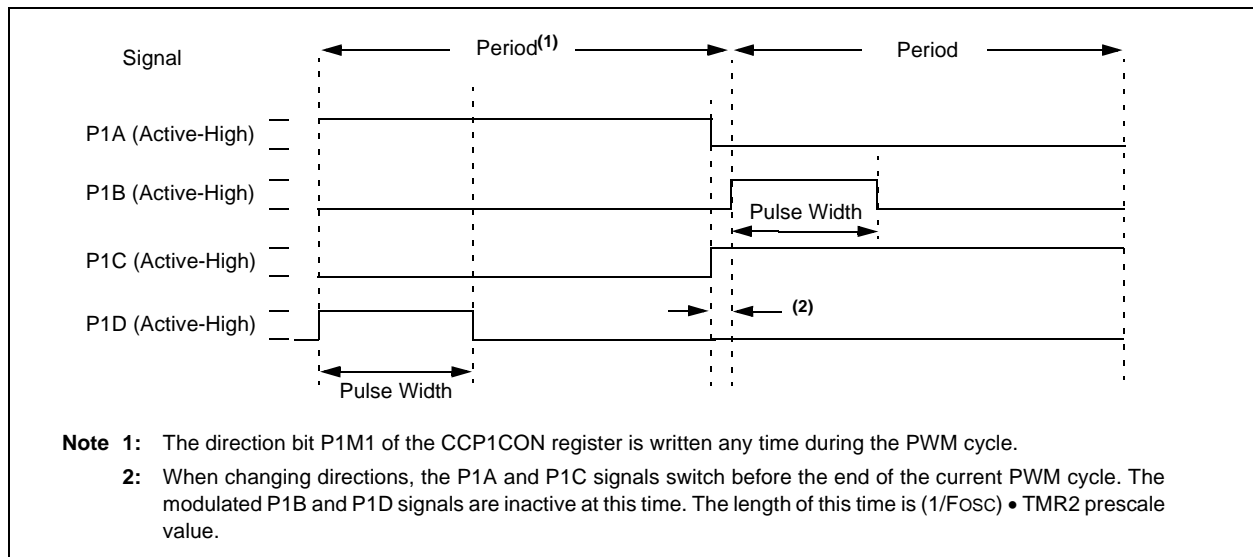 Signal
Period(1)
Period
P1A (Active-High)
P1B (Active-High)
Pulse Width
P1C (Active-High)
(2)
P1D (Active-High)
Pulse Width
Note 1: The direction bit P1M1 of the CCP1CON register is written any time during the PWM cycle.
2: When changing directions, the P1A and P1C signals switch before the end of the current PWM cycle. The
modulated P1B and P1D signals are inactive at this time. The length of this time is (1/FOSC) • TMR2 prescale
value.